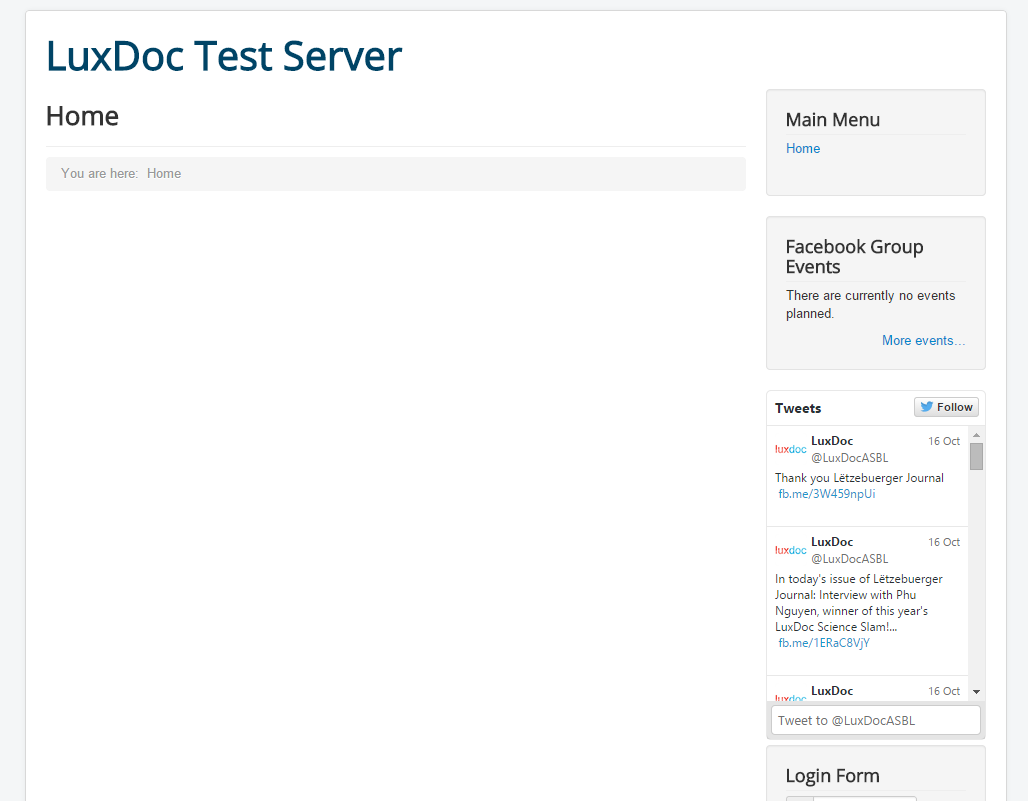 LuxDoc Test Server
Home
You are here: Home
Main Menu
Home
Facebook Group
Events
There are currently no events
planned.
More events...
Tweets
Follow
luxdoc
LuxDoc
16 Oct
@LuxDocASBL
Thank you Lëtzebuerger Journal
fb.me/3W459npUi
luxdoc
LuxDoc
16 Oct
@LuxDocASBL
In today's issue of Lëtzebuerger
Journal: Interview with Phu
Nguyen, winner of this year's
LuxDoc Science Slam!...
fb.me/1ERaC8VjY
luxdoc
LuxDoc
16 Oct
Tweet to @LuxDocASBL
Login Form